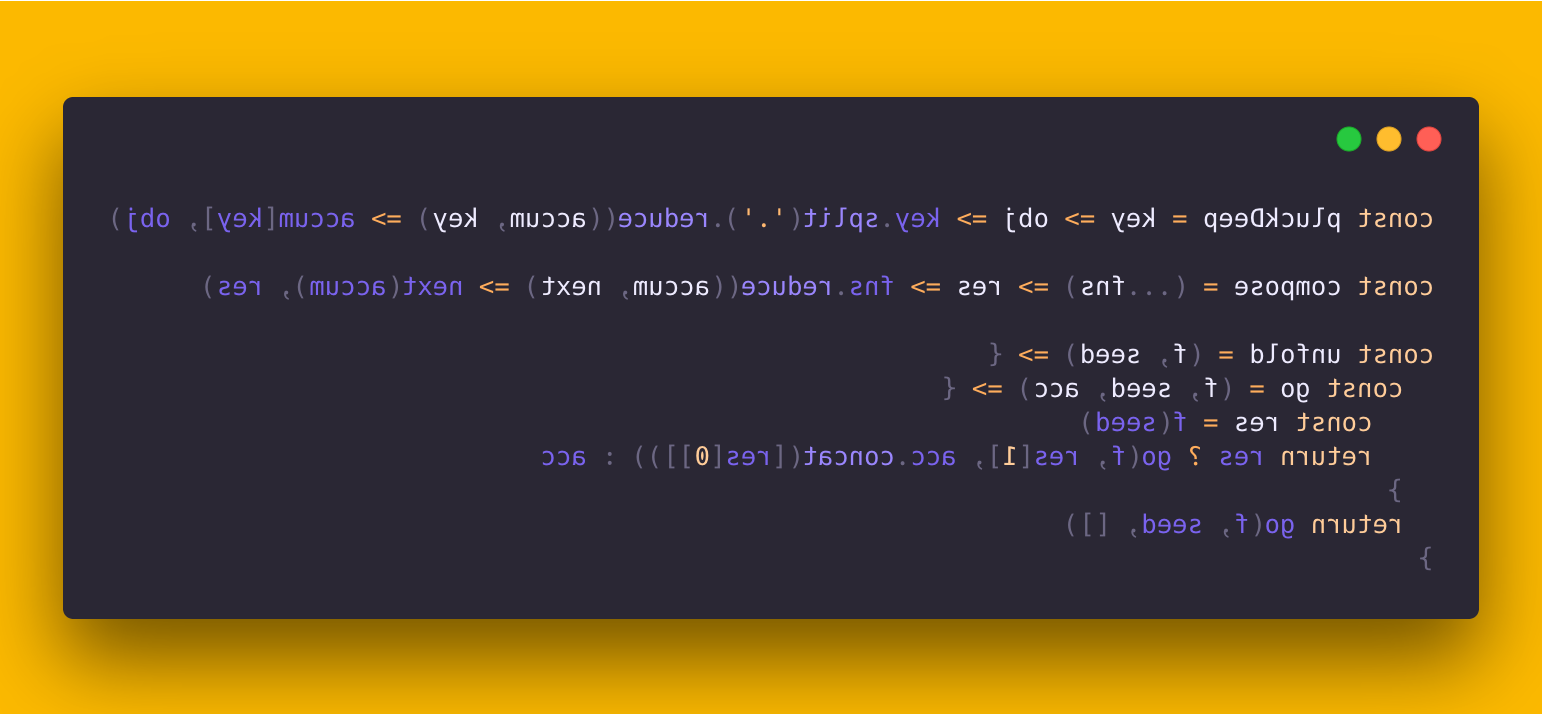 const pluckDeep = key => obj => key.split('.').reduce((accum, key) => accum[key], obj)

const compose = (...fns) => res => fns.reduce((accum, next) => next(accum), res)

const unfold = (f, seed) => {
  const go = (f, seed, acc) => {
    const res = f(seed)
    return res ? go(f, res[1], acc.concat([res[0]])) : acc
  }
  return go(f, seed, [])
}